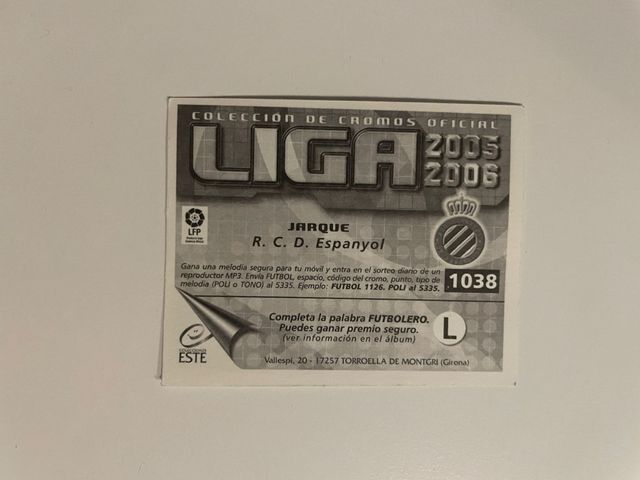 COLECCIÓN DE CROMOS OFICIAL
LIGA 2005 2006
LFP
JARQUE
R. C. D. Espanyol
Gana una melodía segura para tu móvil y entra en el sorteo diario de un
reproductor MP3. Envía FUTBOL, espacio, código del cromo, punto, tipo de
melodía (POLI o TONO) al 5335. Ejemplo: FUTBOL 1126. POLI al 5335.
1038
Completa la palabra FUTBOLERO.
Puedes ganar premio seguro.
(ver información en el álbum)
L
COLECCIONES
ESTE
Vallespí, 20 - 17257 TORROELLA DE MONTGRI (Girona)